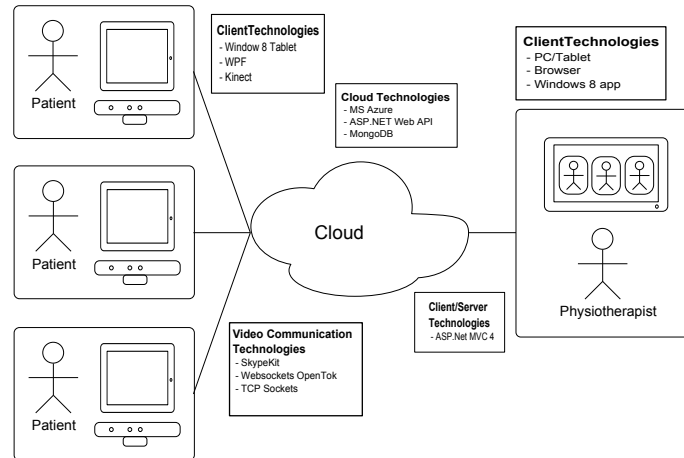 ClientTechnologies
- Window 8 Tablet
- WPF
- Kinect
Patient
ClientTechnologies
- PC/Tablet
- Browser
- Windows 8 app
Cloud Technologies
- MS Azure
- ASP.NET Web API
- MongoDB
Patient
Cloud
Physiotherapist
Client/Server
Technologies
- ASP.Net MVC 4
Video Communication
Technologies
- SkypeKit
- Websockets OpenTok
- TCP Sockets
Patient